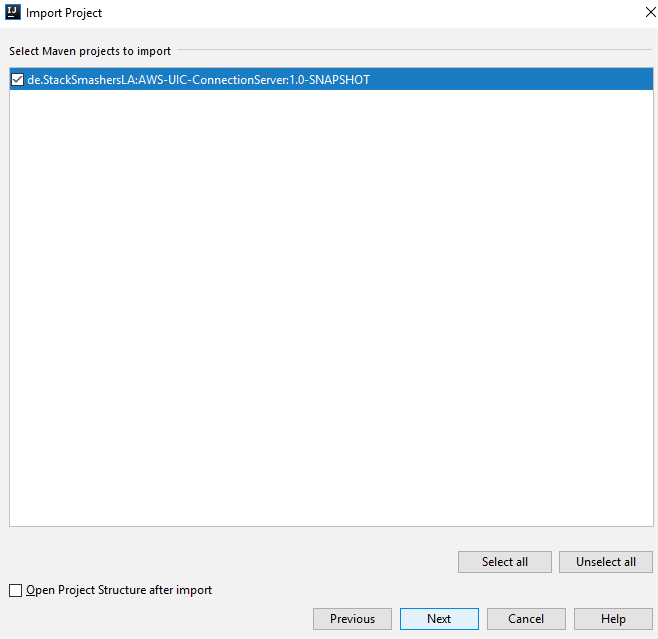 IJ Import Project
Select Maven projects to import
de.StackSmashersLA:AWS-UIC-ConnectionServer:1.0-SNAPSHOT
Select all Unselect all
Open Project Structure after import
Previous Next Cancel Help